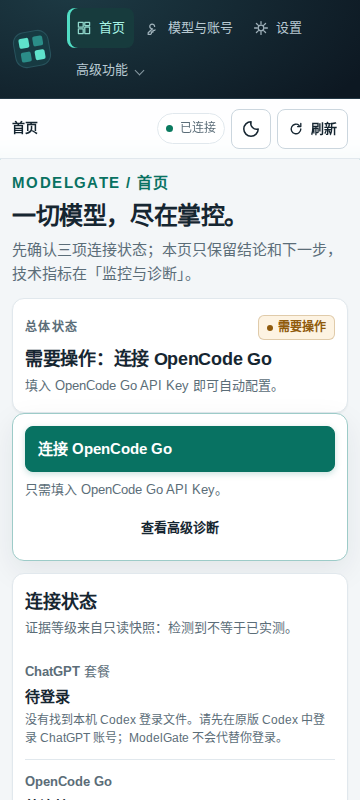 首页
模型与账号
设置
高级功能
首页
已连接
刷新
MODELGATE / 首页
一切模型，尽在掌控。
先确认三项连接状态；本页只保留结论和下一步，
技术指标在「监控与诊断」。
总体状态
需要操作
需要操作：连接 OpenCode Go
填入 OpenCode Go API Key 即可自动配置。
连接 OpenCode Go
只需填入 OpenCode Go API Key。
查看高级诊断
连接状态
证据等级来自只读快照：检测到不等于已实测。
ChatGPT 套餐
待登录
没有找到本机 Codex 登录文件。请先在原版 Codex 中登
录 ChatGPT 账号；ModelGate 不会代替你登录。
OpenCode Go